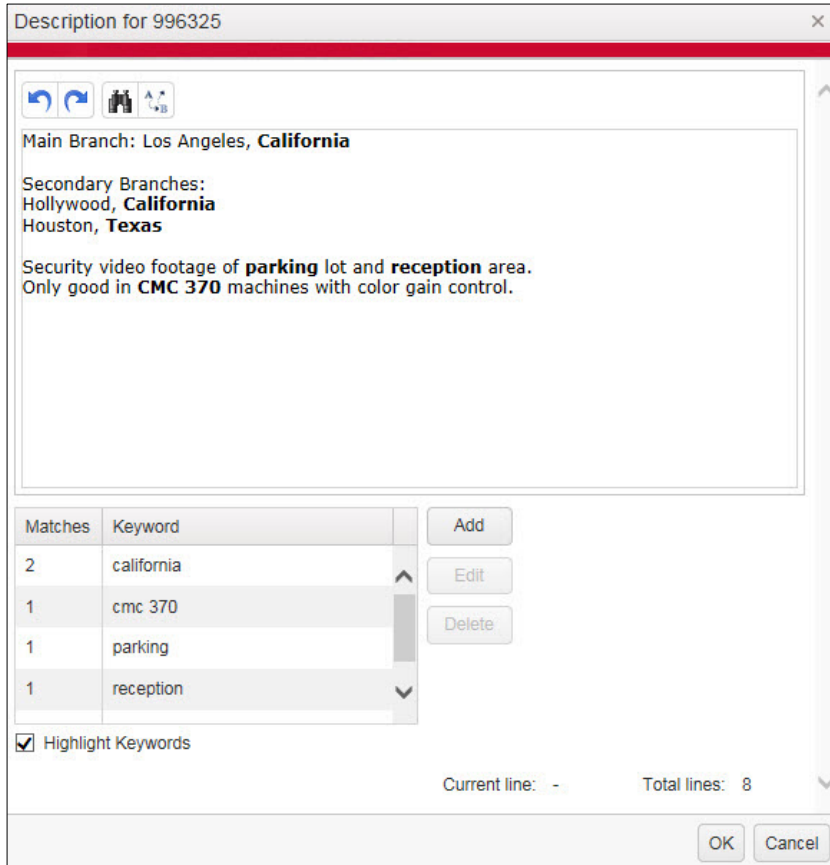 Description for 996325
Main Branch: Los Angeles, California
Secondary Branches:
Hollywood, California
Houston, Texas
Security video footage of parking lot and reception area.
Only good in CMC 370 machines with color gain control.
Matches Keyword
2 california
1 cmc 370
1 parking
1 reception
Add
Edit
Delete
Highlight Keywords
Current line: - Total lines: 8
OK Cancel